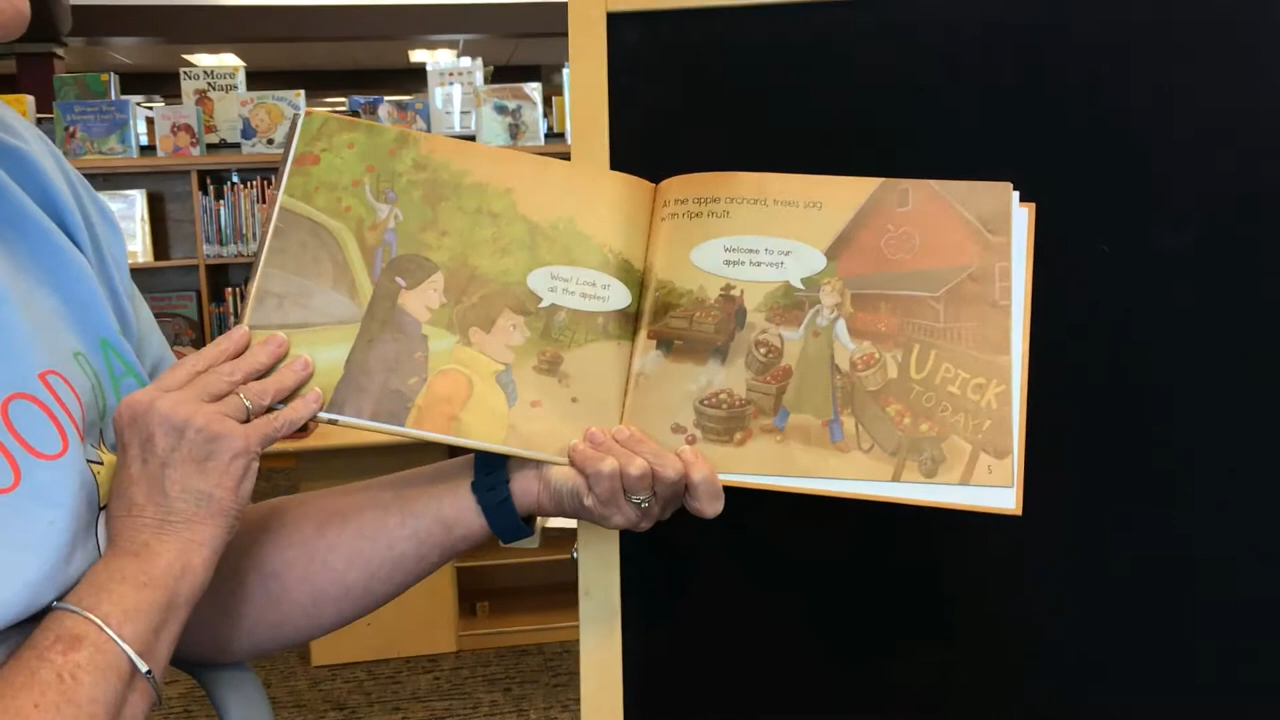 No More
Naps!
Wow! Look at
all the apples!
At the apple orchard, trees sag
with ripe fruit.
Welcome to our
apple harvest.
U PICK
TODAY!
5